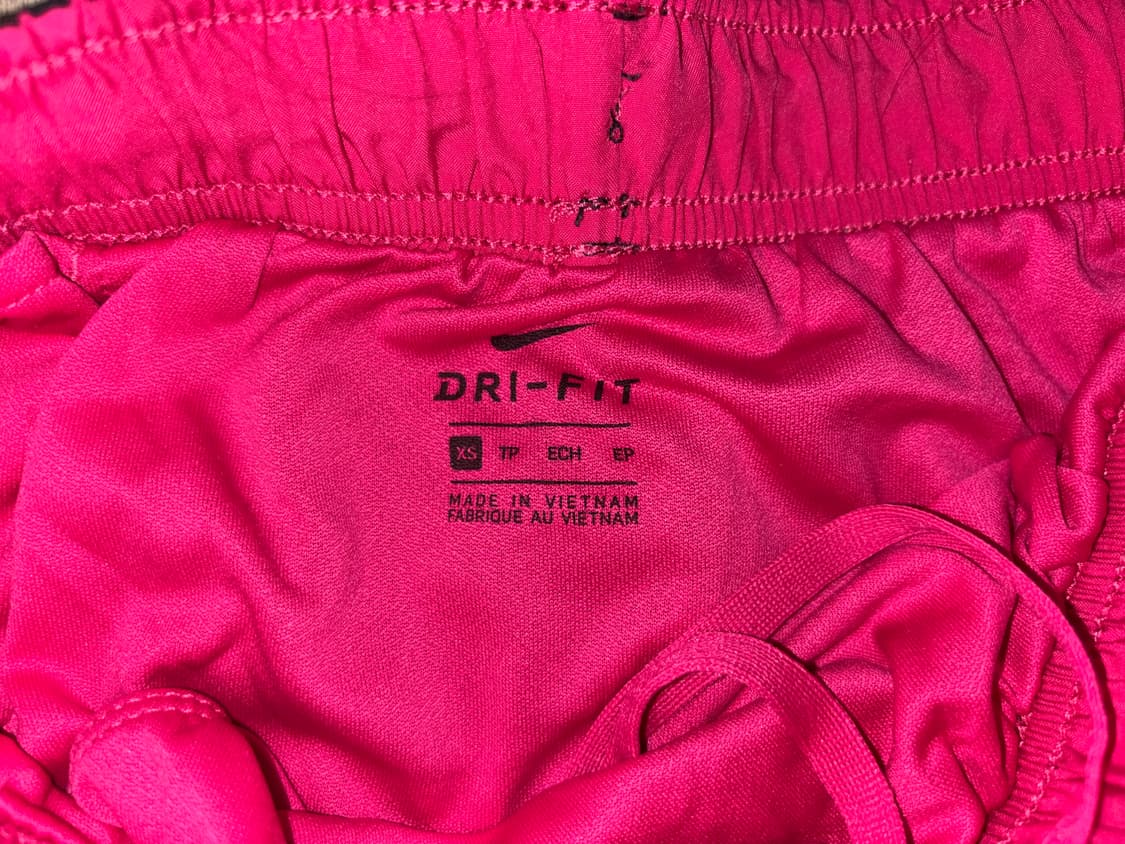 DRI-FIT
XS TP ECH EP
MADE IN VIETNAM
FABRIQUE AU VIETNAM